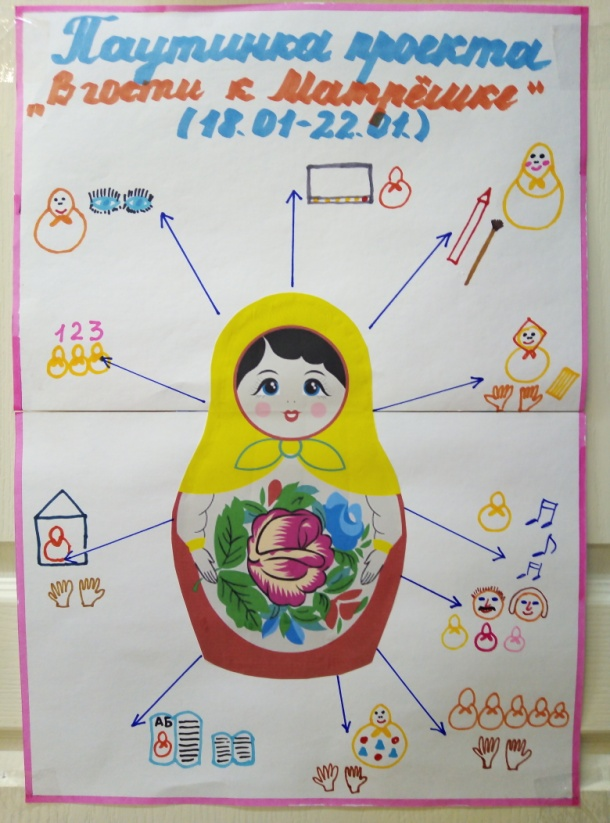 Паутинка проекта
„В гости к Матрёшке"
(18.01-22.01.)
123
АБ